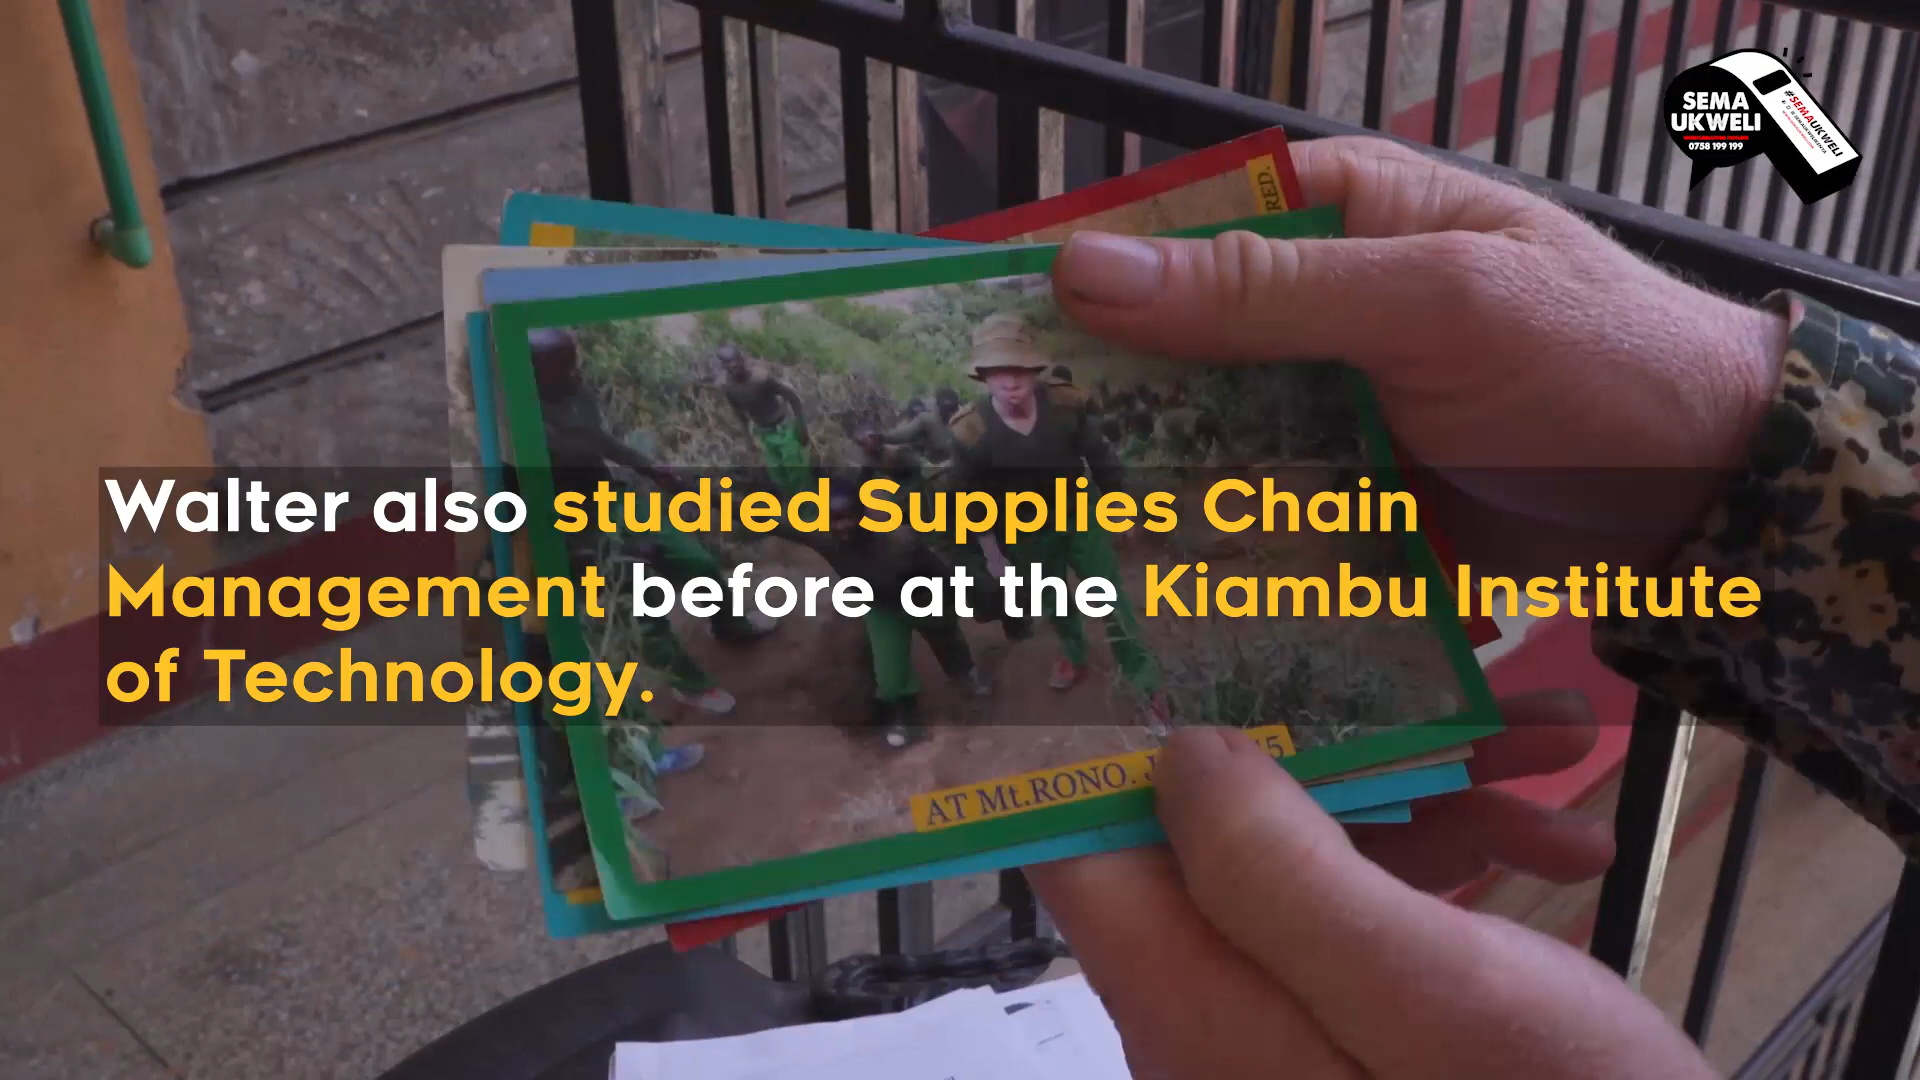 SEMA
UKWELI
0758 199 199
#SEMAUKWELI
RED.
Walter also studied Supplies Chain
Management before at the Kiambu Institute
of Technology.
AT Mt.RONO.